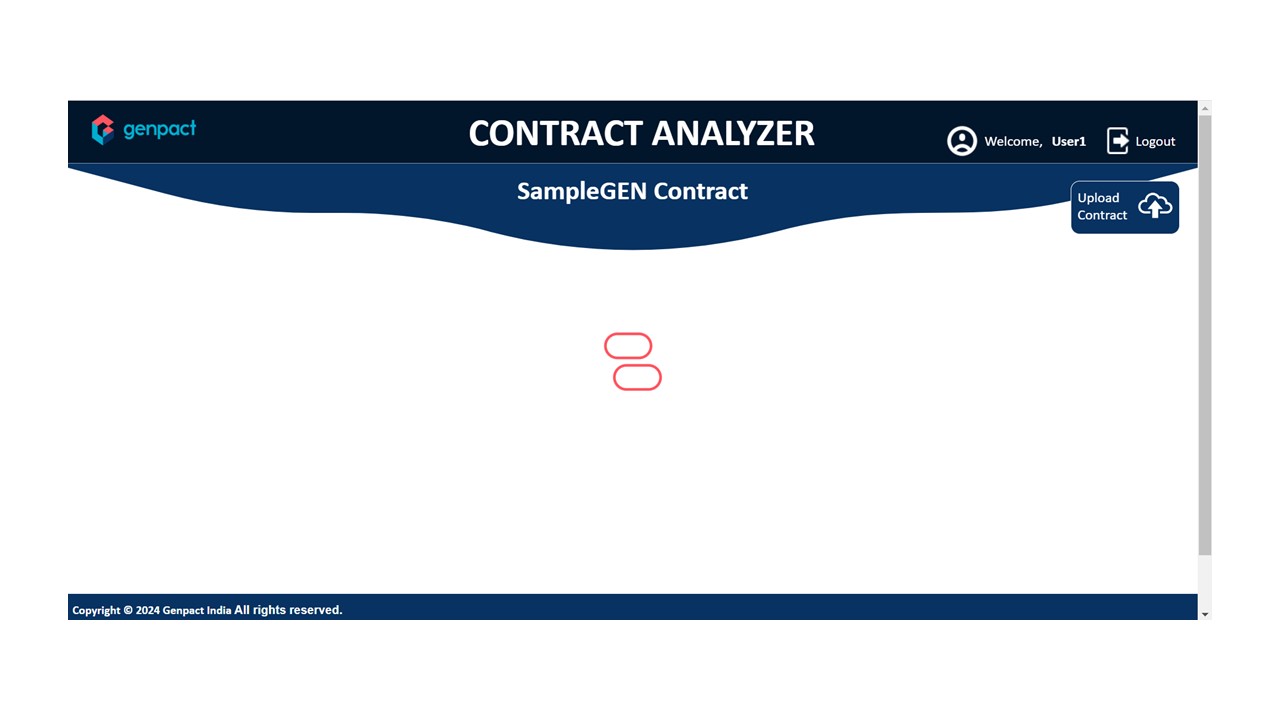 genpact
CONTRACT ANALYZER
Welcome, User1
Logout
SampleGEN Contract
Upload
Contract
Copyright © 2024 Genpact India All rights reserved.